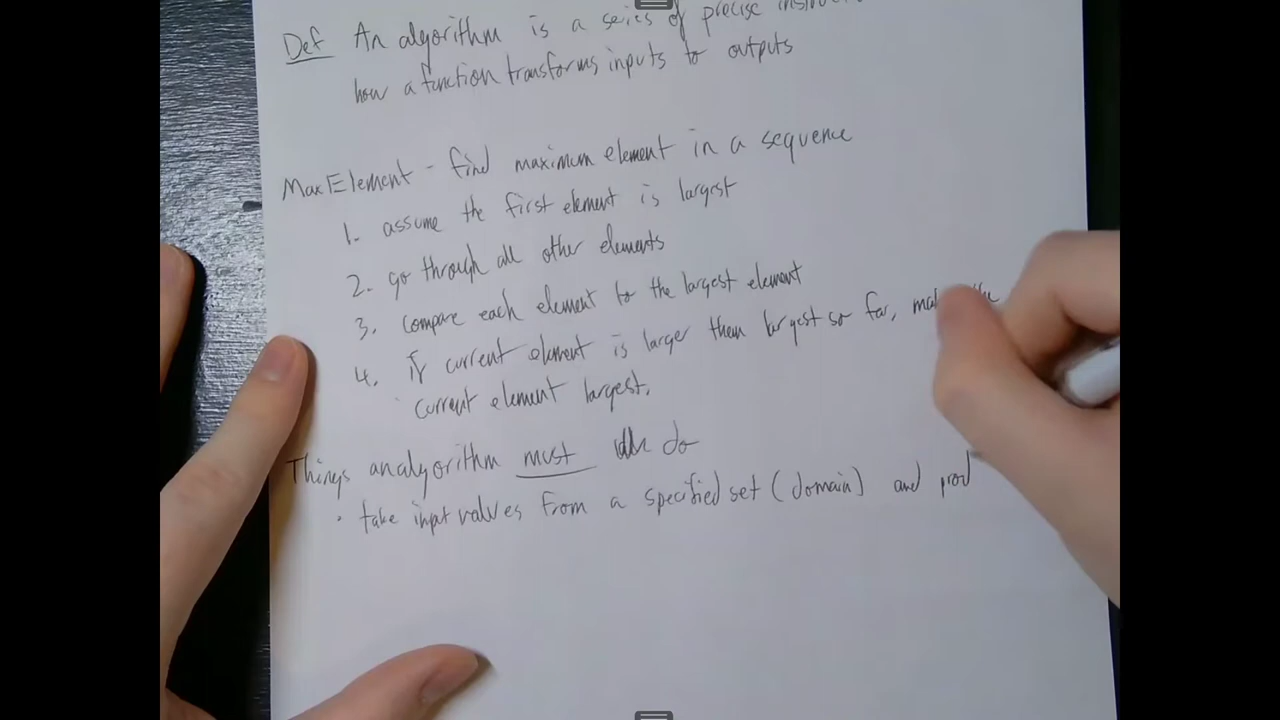 Def An algorithm is a series of precise
how a function transforms inputs to outputs
MaxElement - find maximum element in a sequence
1. assume the first element is largest
2. go through all other elements
3. Compare each element to the largest element
4. if current element is larger then largest so far, the
current element largest.
Things an algorithm must do
• take input values from a specified set (domain) and prod